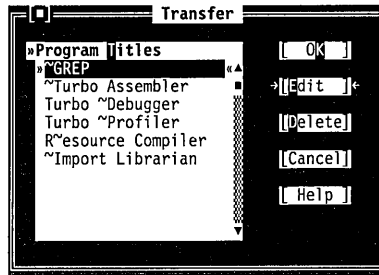 Transfer
»Program Titles
[ OK ]
»~GREP«
~Turbo Assembler
→[Edit ]←
Turbo ~Debugger
Turbo ~Profiler
[Delete]
R~esource Compiler
~Import Librarian
[Cancel]
[ Help ]